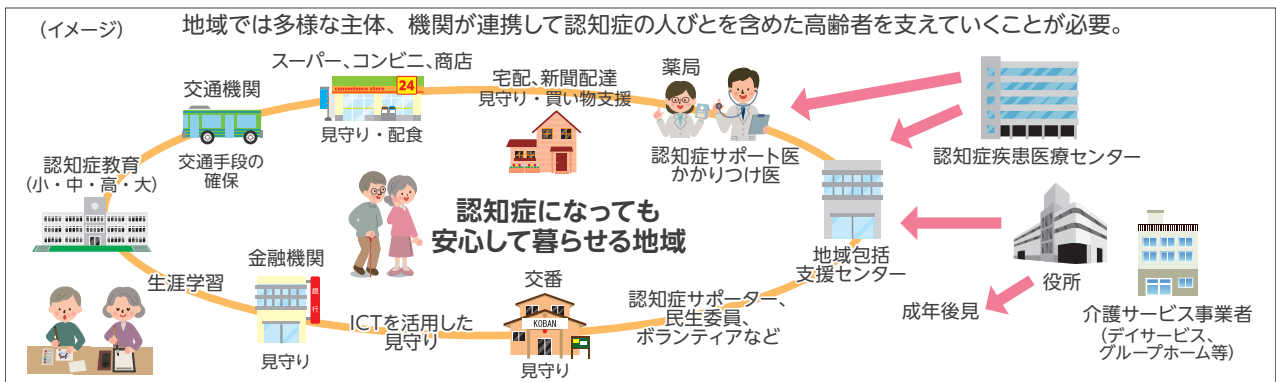 (イメージ)
地域では多様な主体、機関が連携して認知症の人びとを含めた高齢者を支えていくことが必要。
スーパー、コンビニ、商店
convenience store
24
見守り・配食
宅配、新聞配達
見守り・買い物支援
薬局
認知症サポート医
かかりつけ医
認知症疾患医療センター
交通機関
交通手段の
確保
認知症教育
(小・中・高・大)
認知症になっても
安心して暮らせる地域
地域包括
支援センター
役所
成年後見
介護サービス事業者
(デイサービス、
グループホーム等)
生涯学習
金融機関
銀行
見守り
ICTを活用した
見守り
交番
KOBAN
見守り
認知症サポーター、
民生委員、
ボランティアなど